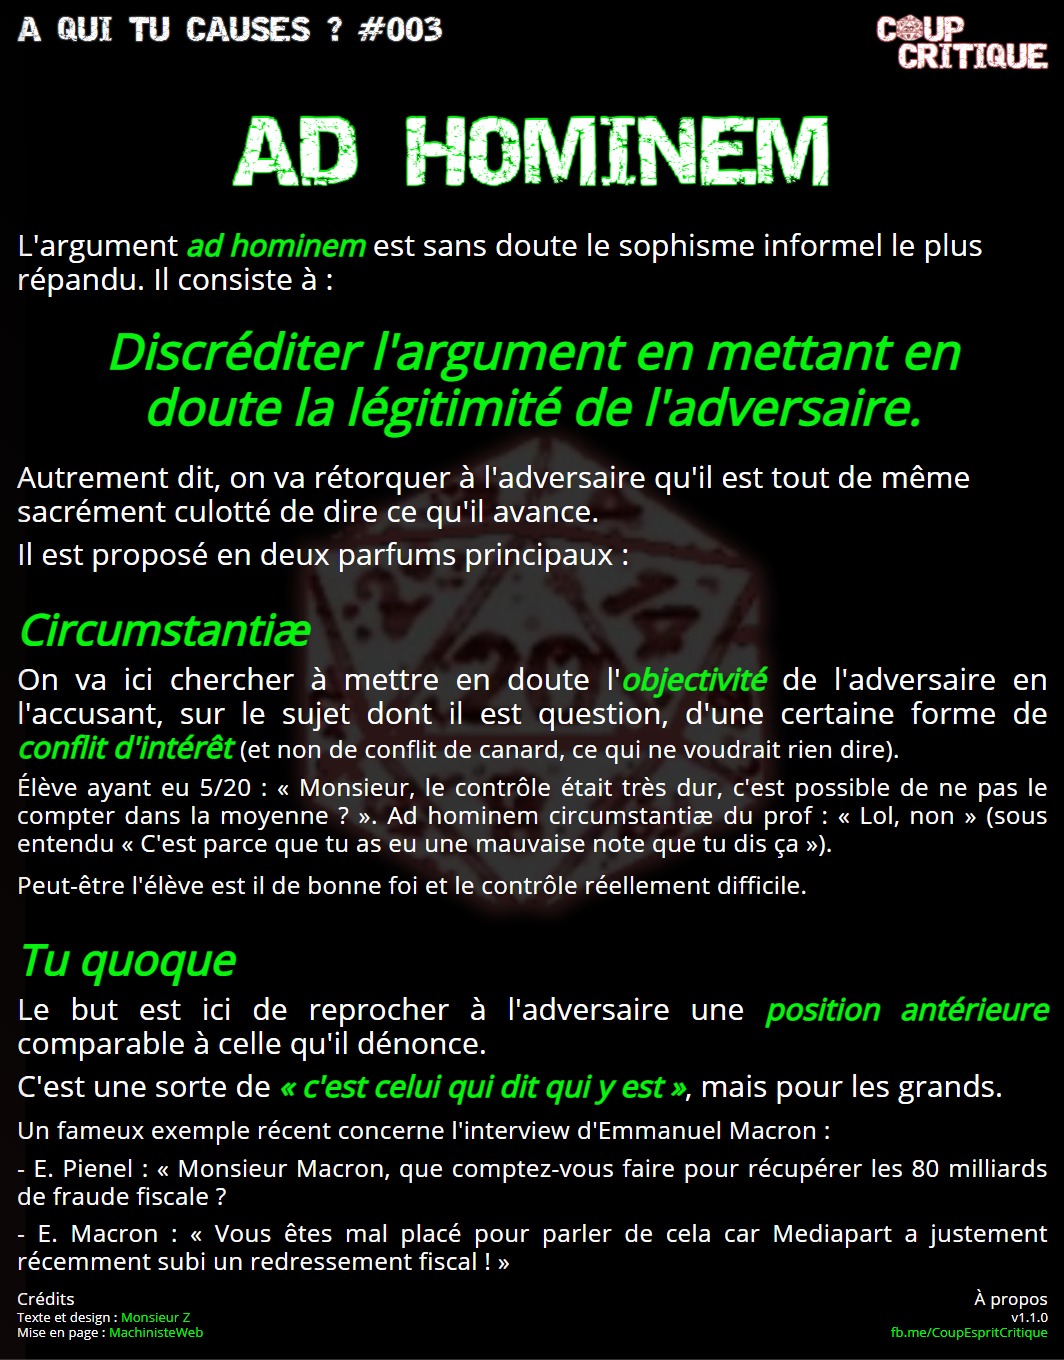 A QUI TU CAUSES ? #003
COUP
CRITIQUE
AD HOMINEM
L'argument ad hominem est sans doute le sophisme informel le plus
répandu. Il consiste à :
Discréditer l'argument en mettant en
doute la légitimité de l'adversaire.
Autrement dit, on va rétorquer à l'adversaire qu'il est tout de même
sacrément culotté de dire ce qu'il avance.
Il est proposé en deux parfums principaux :
Circumstantiæ
On va ici chercher à mettre en doute l'objectivité de l'adversaire en
l'accusant, sur le sujet dont il est question, d'une certaine forme de
conflit d'intérêt (et non de conflit de canard, ce qui ne voudrait rien dire).
Élève ayant eu 5/20 : « Monsieur, le contrôle était très dur, c'est possible de ne pas le
compter dans la moyenne ? ». Ad hominem circumstantiæ du prof : « Lol, non » (sous
entendu « C'est parce que tu as eu une mauvaise note que tu dis ça »).
Peut-être l'élève est il de bonne foi et le contrôle réellement difficile.
Tu quoque
Le but est ici de reprocher à l'adversaire une position antérieure
comparable à celle qu'il dénonce.
C'est une sorte de « c'est celui qui dit qui y est », mais pour les grands.
Un fameux exemple récent concerne l'interview d'Emmanuel Macron :
- E. Pienel : « Monsieur Macron, que comptez-vous faire pour récupérer les 80 milliards
de fraude fiscale ?
- E. Macron : « Vous êtes mal placé pour parler de cela car Mediapart a justement
récemment subi un redressement fiscal ! »
Crédits
Texte et design : Monsieur Z
Mise en page : MachinisteWeb
À propos
v1.1.0
fb.me/CoupEspritCritique